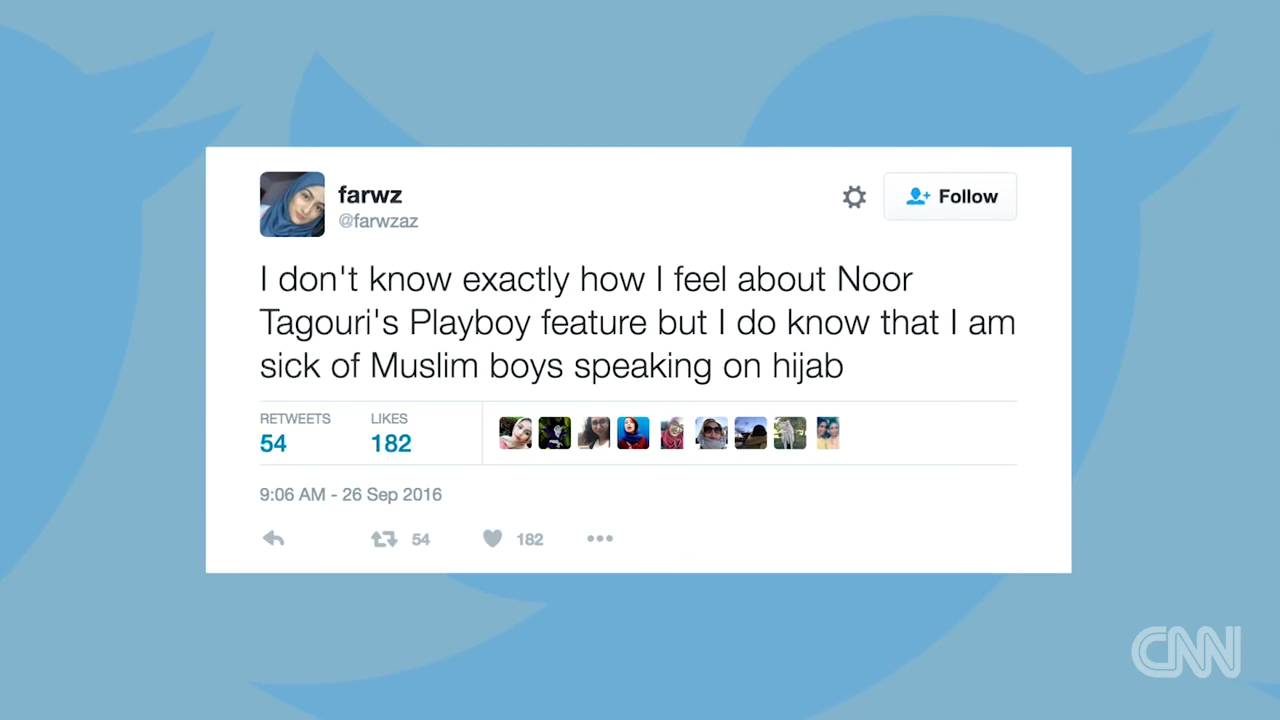 farwz
@farwzaz
Follow
I don't know exactly how I feel about Noor
Tagouri's Playboy feature but I do know that I am
sick of Muslim boys speaking on hijab
RETWEETS LIKES
54 182
9:06 AM - 26 Sep 2016
54 182
CNN